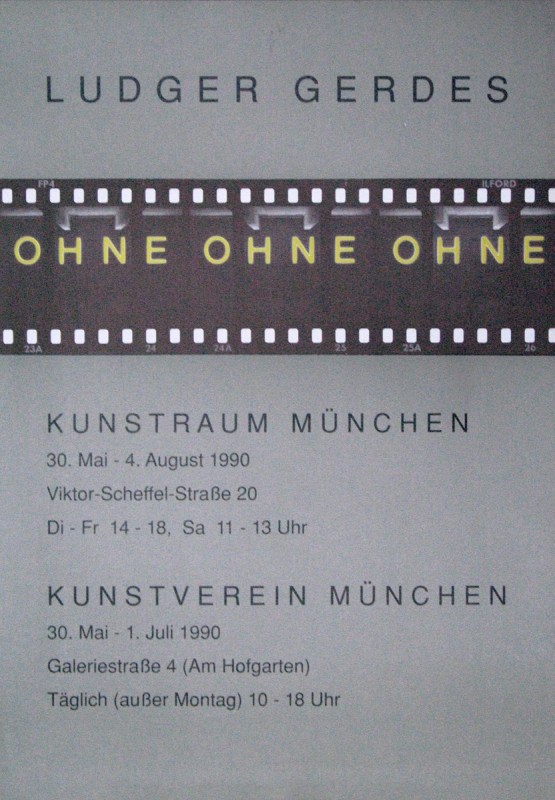 LUDGER GERDES
FP4 ILFORD
OHNE OHNE OHNE
23A 24 24A 25 25A 26
KUNSTRAUM MÜNCHEN
30. Mai - 4. August 1990
Viktor-Scheffel-Straße 20
Di - Fr 14 - 18, Sa 11 - 13 Uhr
KUNSTVEREIN MÜNCHEN
30. Mai - 1. Juli 1990
Galeriestraße 4 (Am Hofgarten)
Täglich (außer Montag) 10 - 18 Uhr